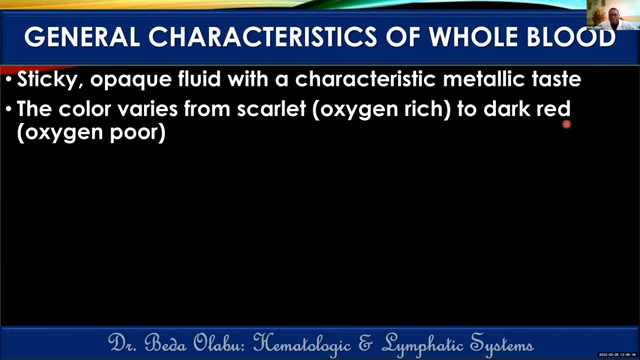 GENERAL CHARACTERISTICS OF WHOLE BLOOD
• Sticky, opaque fluid with a characteristic metallic taste
• The color varies from scarlet (oxygen rich) to dark red
(oxygen poor)
Dr. Beda Olabu: Hematologic & Lymphatic Systems